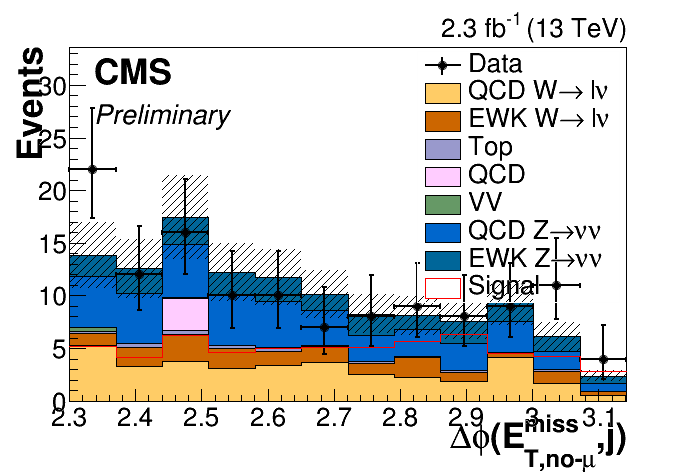 2.3 fb⁻¹ (13 TeV)
CMS
Preliminary
Data
QCD W→ lν
EWK W→ lν
Top
QCD
VV
QCD Z→νν
EWK Z→νν
Signal
Events
30
25
20
15
10
5
0
2.3 2.4 2.5 2.6 2.7 2.8 2.9 3 3.1
Δϕ(E^miss_T,no-μ,j)